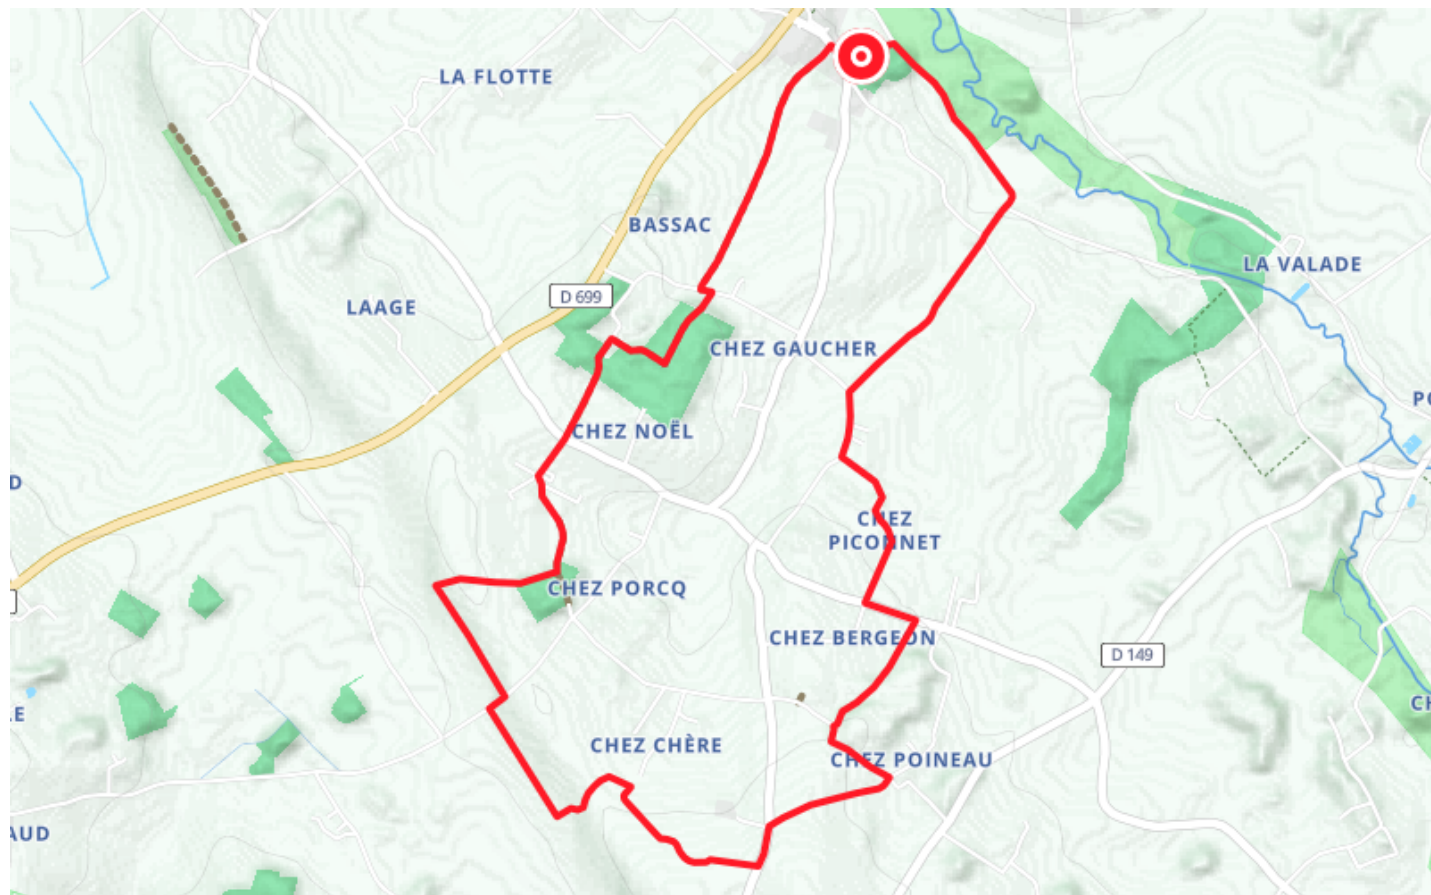 LA FLOTTE
BASSAC
LA VALADE
D 699
LAAGE
CHEZ GAUCHER
CHEZ NOËL
CHEZ
PICONNET
CHEZ PORCQ
CHEZ BERGEON
D 149
CHEZ CHÈRE
CHEZ POINEAU